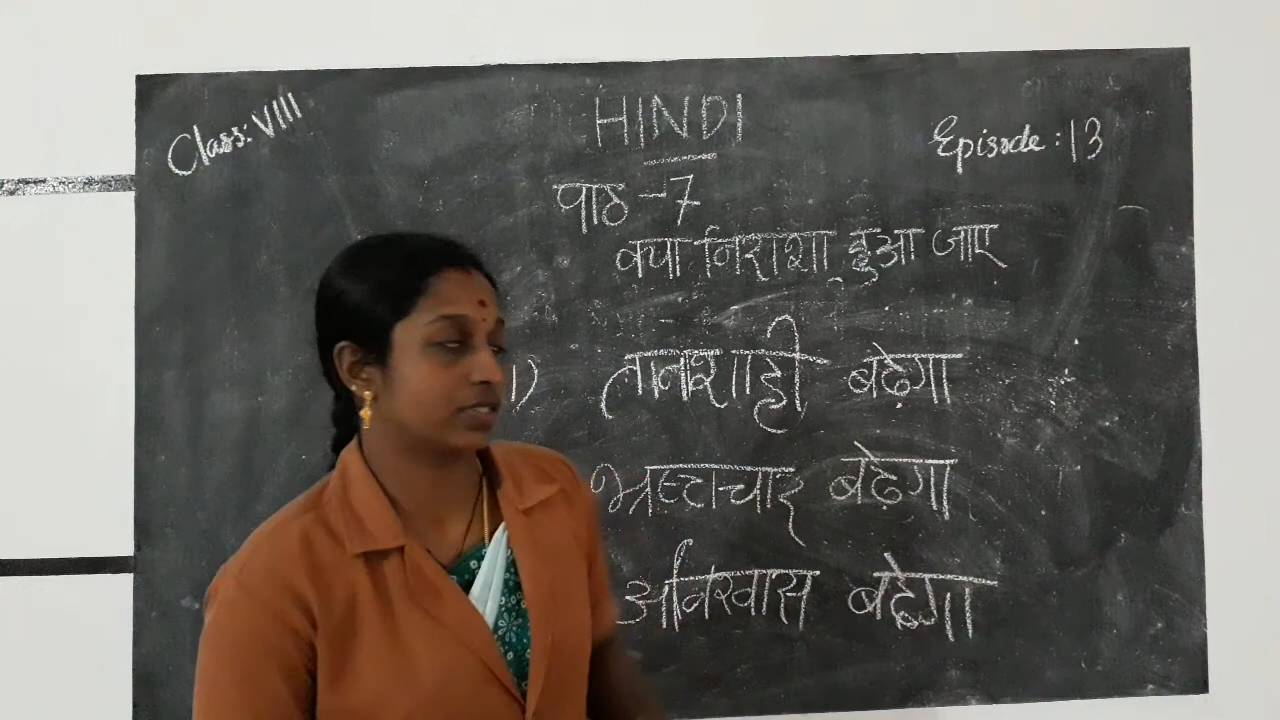 Class: VIII
HINDI
Episode: 13
पाठ - 7
क्या निराशा हुआ जाए
1) तानाशाही बढ़ेगा
भ्रष्टाचार बढ़ेगा
अविश्वास बढ़ेगा